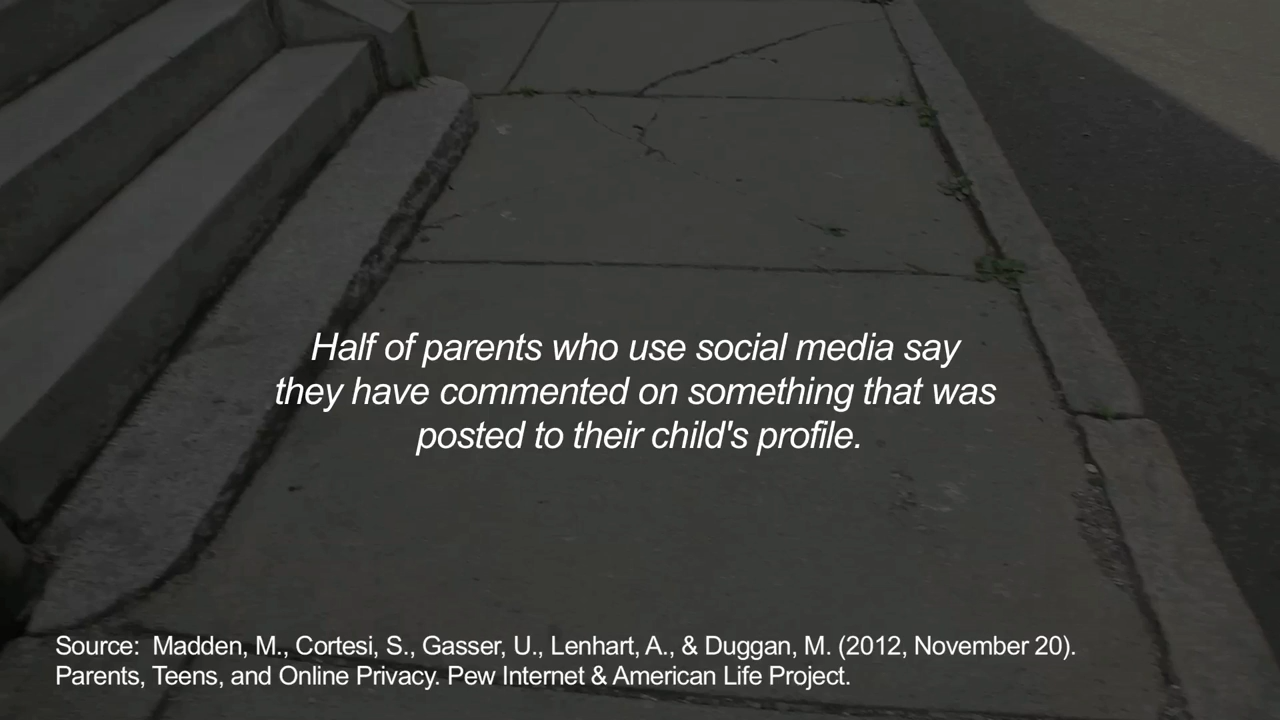 Half of parents who use social media say
they have commented on something that was
posted to their child's profile.
Source:  Madden, M., Cortesi, S., Gasser, U., Lenhart, A., & Duggan, M. (2012, November 20).
Parents, Teens, and Online Privacy. Pew Internet & American Life Project.